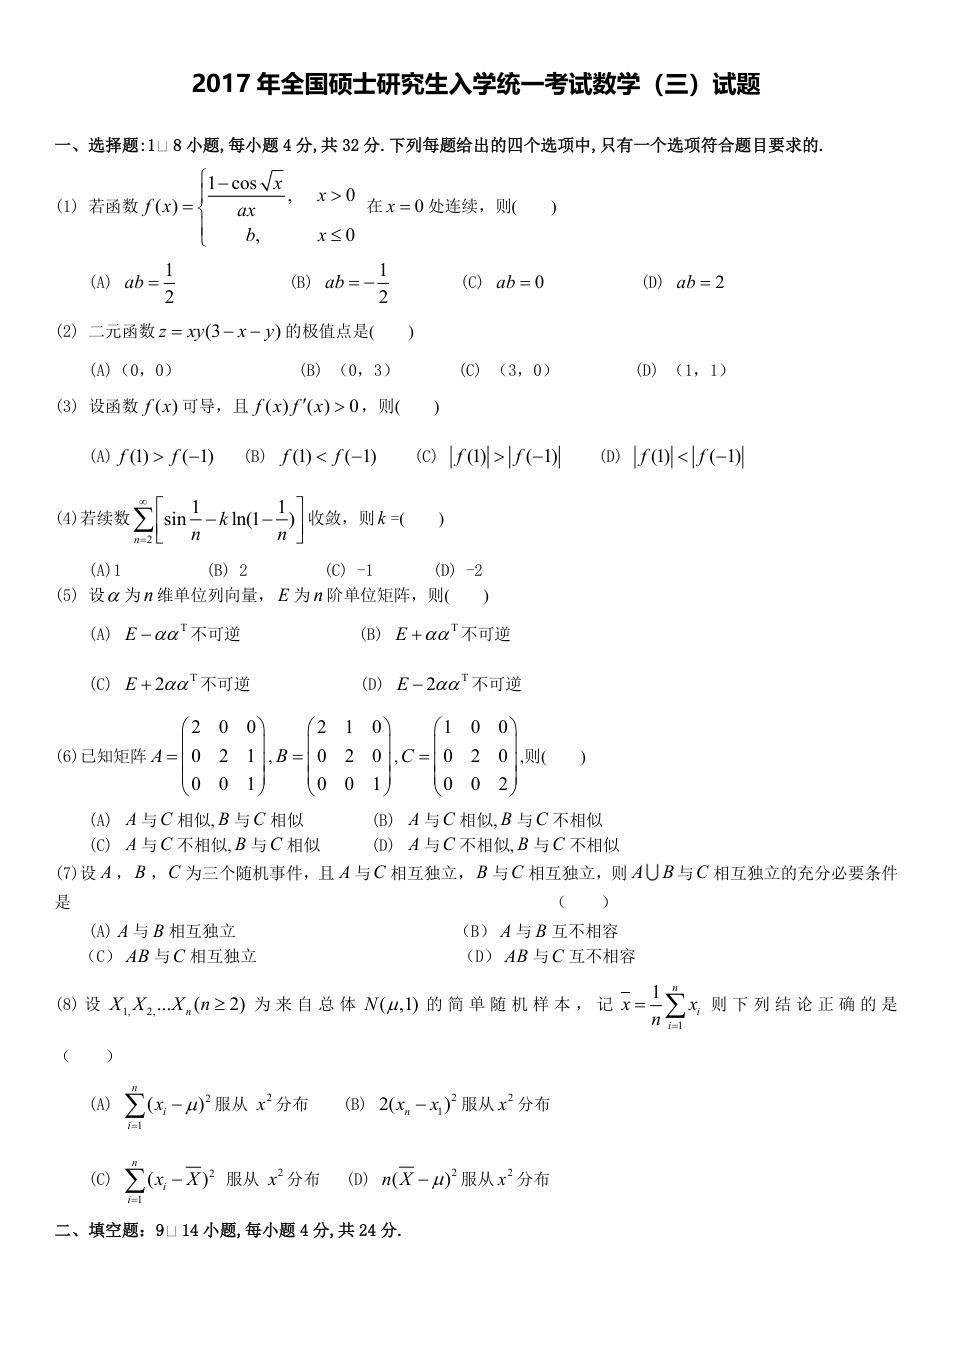 2017 年全国硕士研究生入学统一考试数学（三）试题
一、选择题:1□ 8 小题,每小题 4 分,共 32 分.下列每题给出的四个选项中,只有一个选项符合题目要求的.
(1) 若函数 f(x) = { (1−cos √x)/(ax), x > 0; b, x ≤ 0 在 x = 0 处连续，则( )
(A) ab = 1/2 (B) ab = −1/2 (C) ab = 0 (D) ab = 2
(2) 二元函数 z = xy(3 − x − y) 的极值点是( )
(A)（0，0） (B) （0，3） (C) （3，0） (D) （1，1）
(3) 设函数 f(x) 可导，且 f(x)f′(x) > 0，则( )
(A) f(1) > f(−1) (B) f(1) < f(−1) (C) |f(1)| > |f(−1)| (D) |f(1)| < |f(−1)|
(4)若续数 ∑_{n=2}^{∞} [sin 1/n − k ln(1 − 1/n)] 收敛，则 k =( )
(A)1 (B) 2 (C) -1 (D) -2
(5) 设 α 为 n 维单位列向量， E 为 n 阶单位矩阵，则( )
(A) E − αα^T 不可逆 (B) E + αα^T 不可逆
(C) E + 2αα^T 不可逆 (D) E − 2αα^T 不可逆
(6)已知矩阵 A = (2 0 0; 0 2 1; 0 0 1), B = (2 1 0; 0 2 0; 0 0 1), C = (1 0 0; 0 2 0; 0 0 2),则( )
(A) A 与 C 相似, B 与 C 相似 (B) A 与 C 相似, B 与 C 不相似
(C) A 与 C 不相似, B 与 C 相似 (D) A 与 C 不相似, B 与 C 不相似
(7)设 A，B，C 为三个随机事件，且 A 与 C 相互独立，B 与 C 相互独立，则 A⋃B 与 C 相互独立的充分必要条件
是 （ ）
(A) A 与 B 相互独立 （B）A 与 B 互不相容
（C）AB 与 C 相互独立 （D）AB 与 C 互不相容
(8) 设 X_{1,} X_{2,}...X_n (n ≥ 2) 为来自总体 N(μ,1) 的简单随机样本，记 x̄ = 1/n ∑_{i=1}^{n} x_i 则下列结论正确的是
（ ）
(A) ∑_{i=1}^{n} (x_i − μ)² 服从 x² 分布 (B) 2(x_n − x_1)² 服从 x² 分布
(C) ∑_{i=1}^{n} (x_i − X̄)² 服从 x² 分布 (D) n(X̄ − μ)² 服从 x² 分布
二、填空题：9□ 14 小题,每小题 4 分,共 24 分.